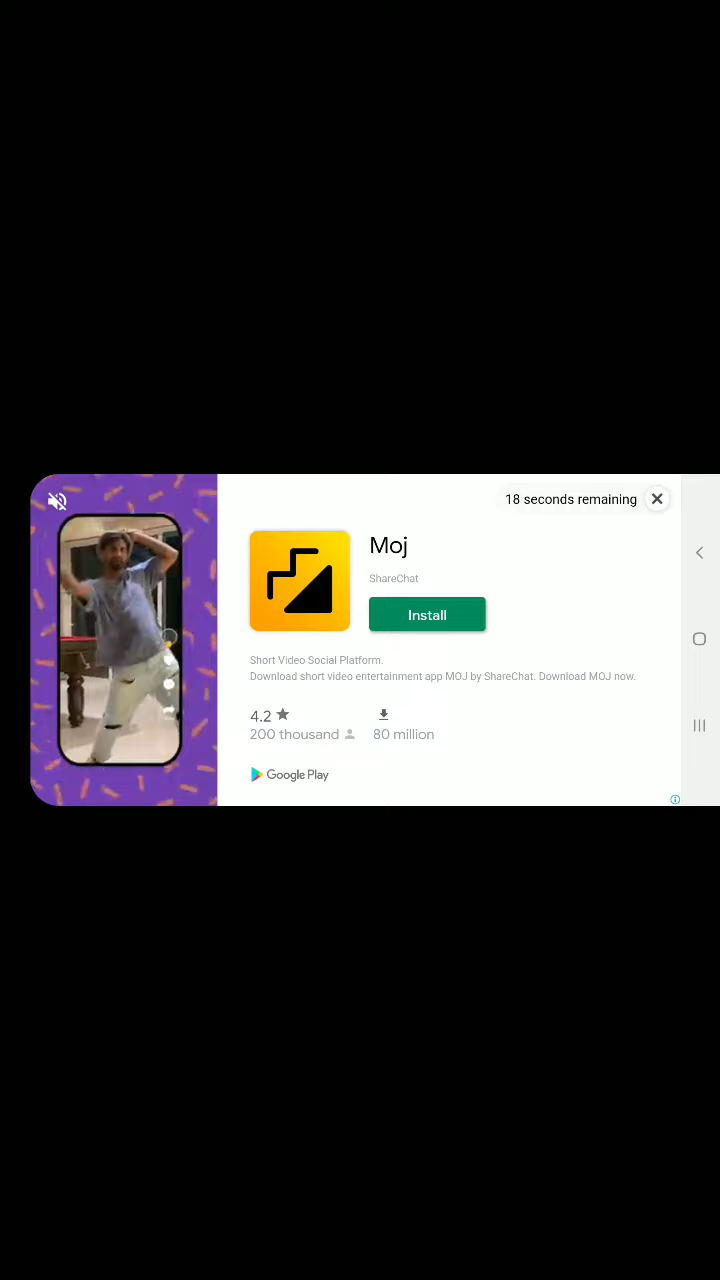 18 seconds remaining
Moj
ShareChat
Install
Short Video Social Platform.
Download short video entertainment app MOJ by ShareChat. Download MOJ now.
4.2 ★
200 thousand 80 million
Google Play